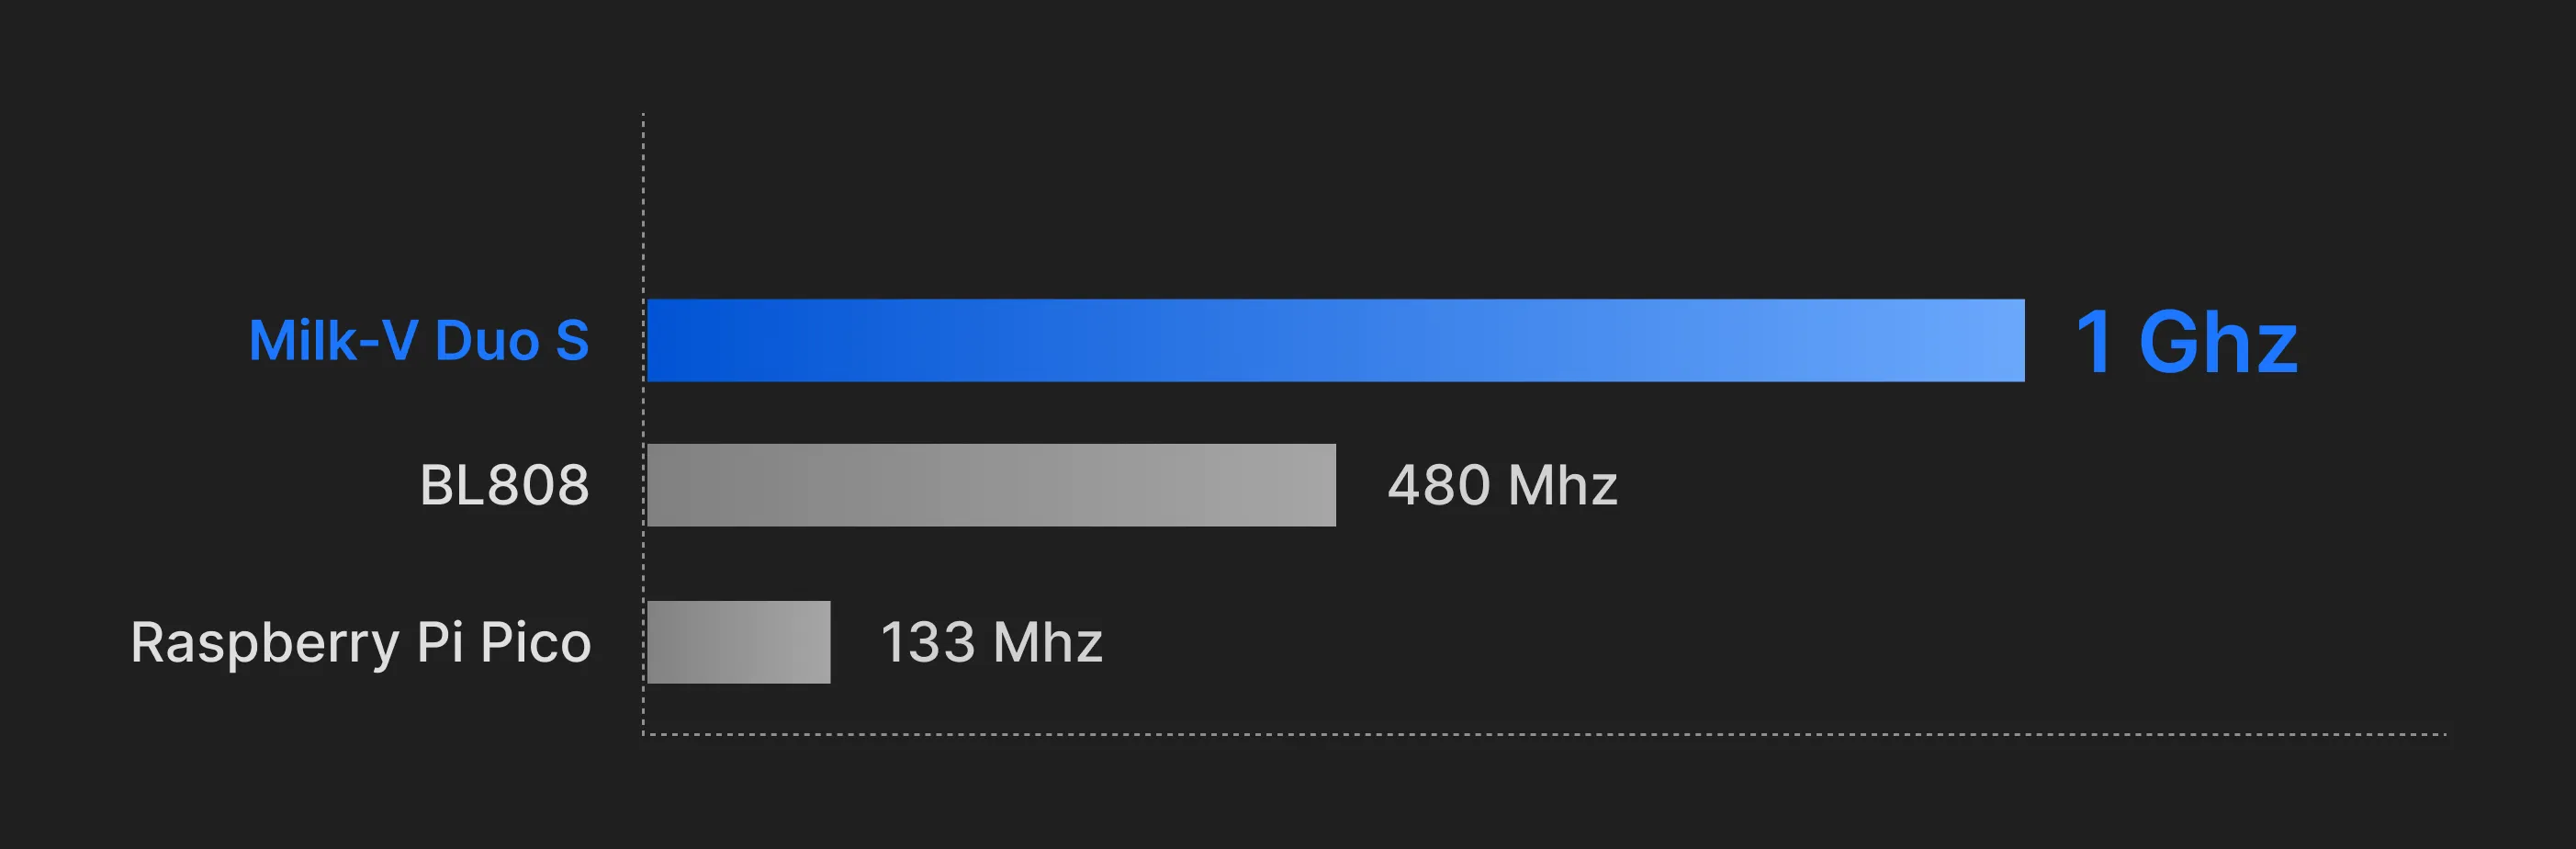 Milk-V Duo S
1 Ghz
BL808
480 Mhz
Raspberry Pi Pico
133 Mhz